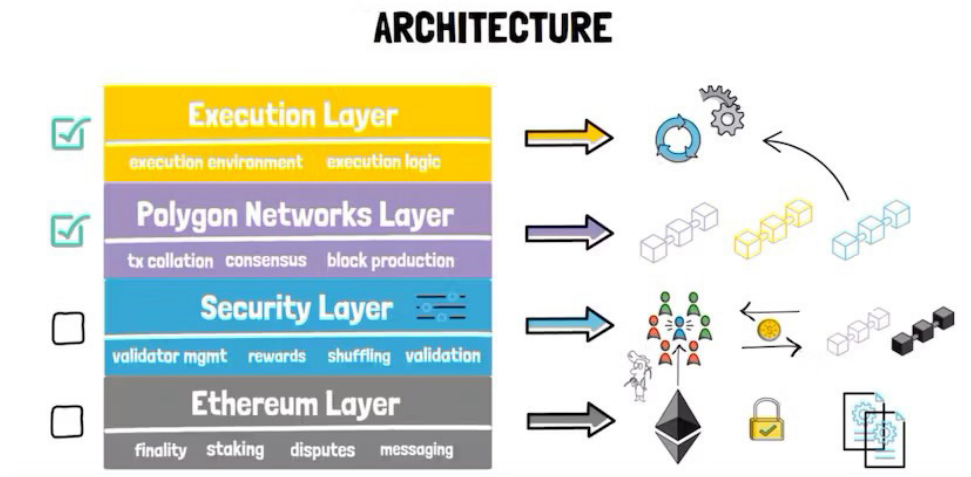 ARCHITECTURE
Execution Layer
execution environment execution logic
Polygon Networks Layer
tx collation consensus block production
Security Layer
validator mgmt rewards shuffling validation
Ethereum Layer
finality staking disputes messaging